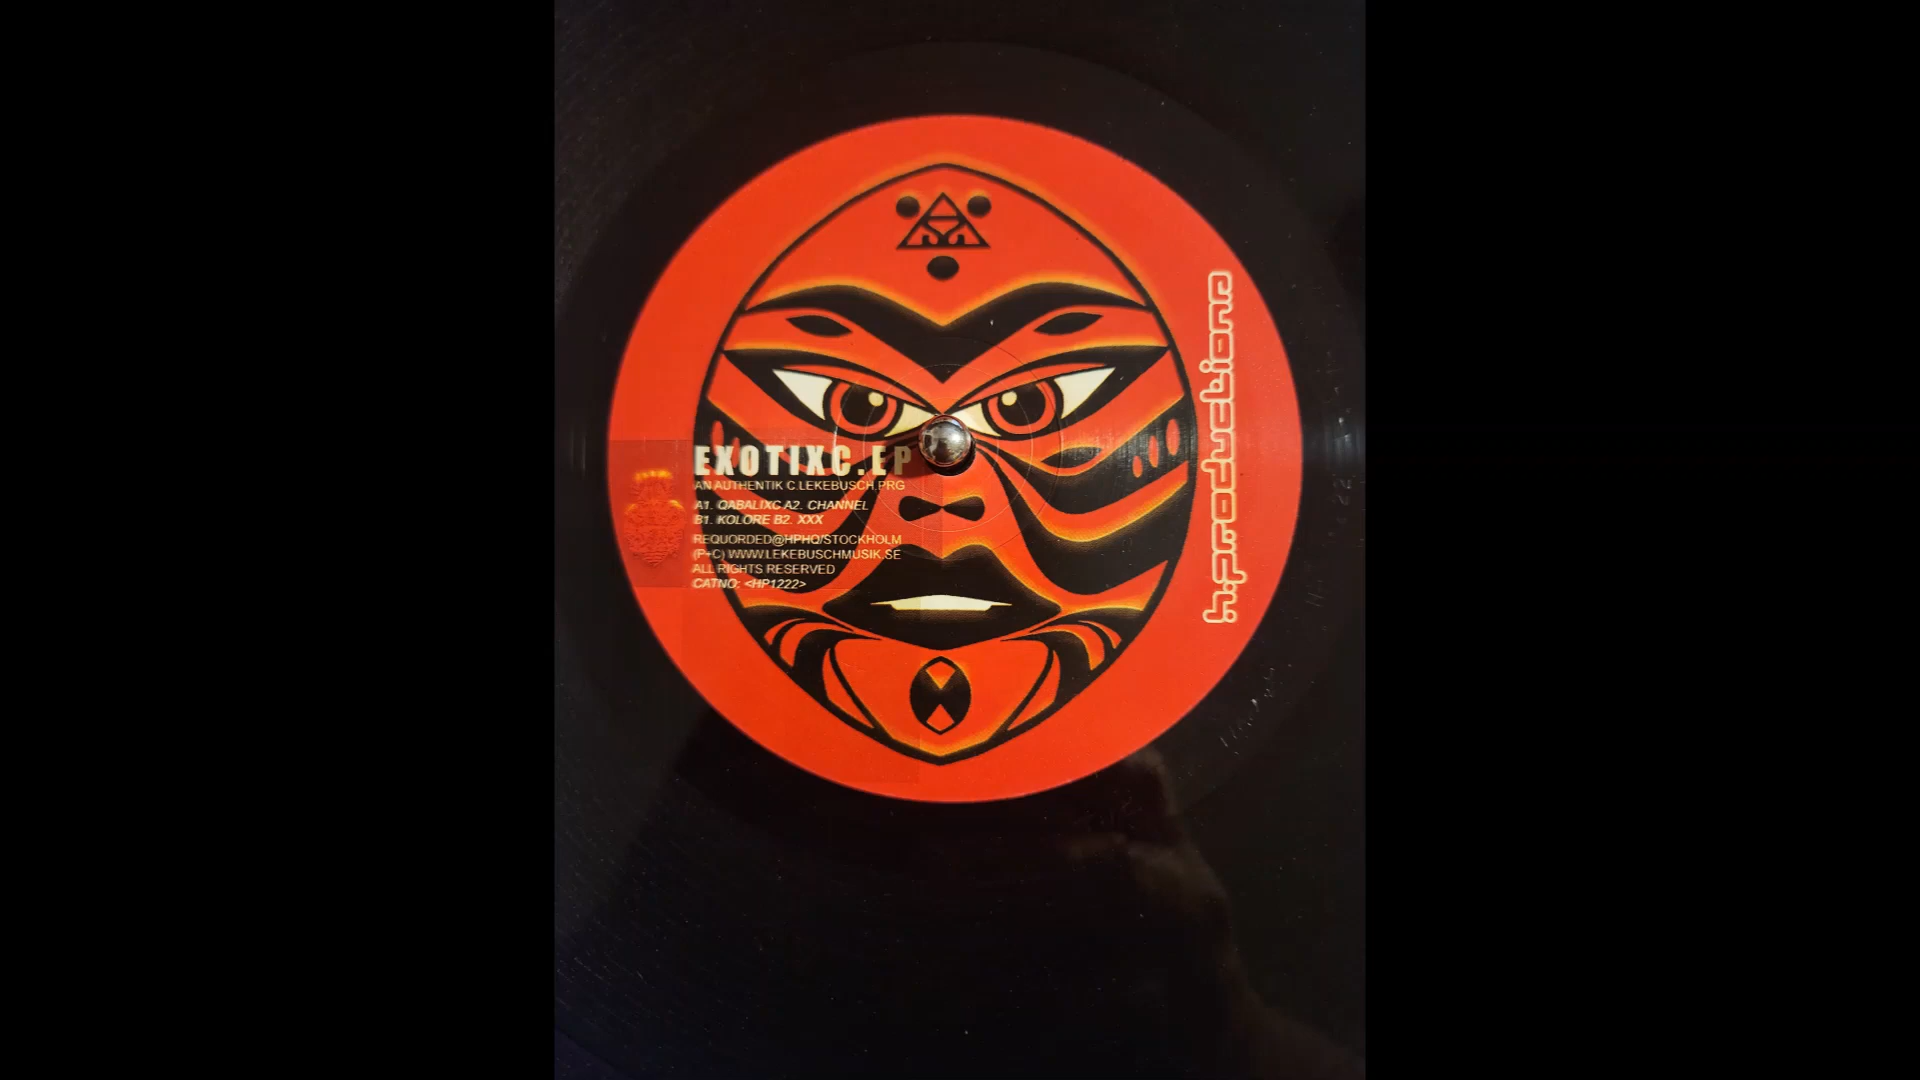 EXOTIXC.EP
AN AUTHENTIK C.LEKEBUSCH.PRG
A1. QABALIXC A2. CHANNEL
B1. KOLORE B2. XXX
REQUORDED@HPHQ/STOCKHOLM
(P+C) WWW.LEKEBUSCHMUSIK.SE
ALL RIGHTS RESERVED
CATNO: <HP1222>
h.productions